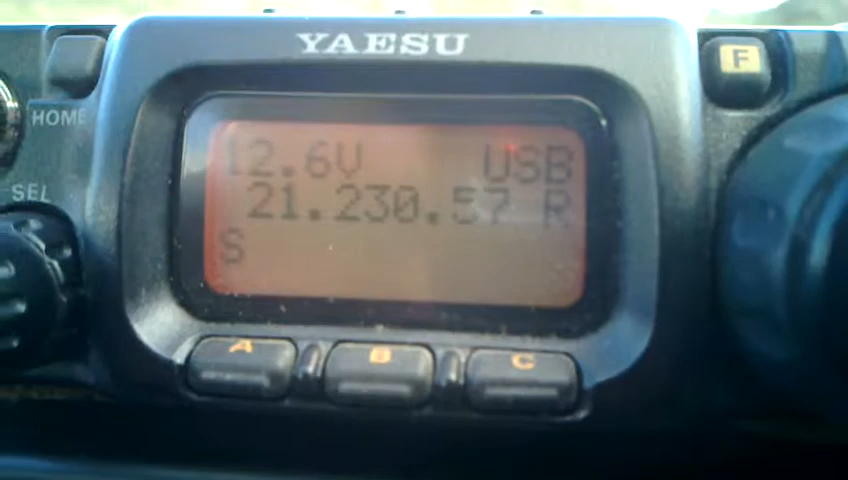 YAESU
F
HOME
12.6V USB
21.230.57 R
SEL
S
A B C